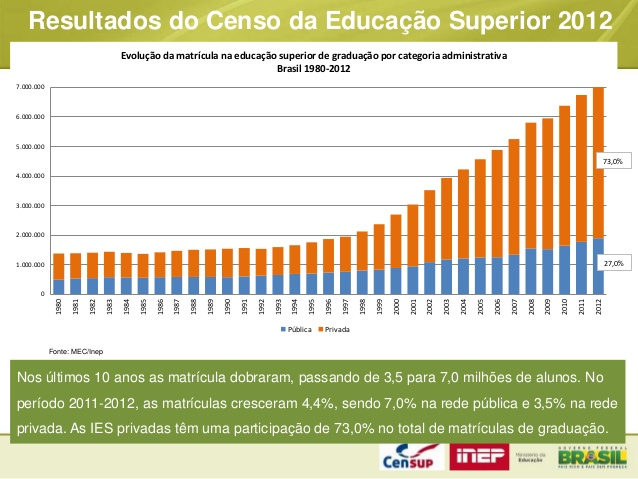 Resultados do Censo da Educação Superior 2012
Evolução da matrícula na educação superior de graduação por categoria administrativa
Brasil 1980-2012
7.000.000
6.000.000
5.000.000
4.000.000
3.000.000
2.000.000
1.000.000
0
73,0%
27,0%
1980 1981 1982 1983 1984 1985 1986 1987 1988 1989 1990 1991 1992 1993 1994 1995 1996 1997 1998 1999 2000 2001 2002 2003 2004 2005 2006 2007 2008 2009 2010 2011 2012
Pública Privada
Fonte: MEC/Inep
Nos últimos 10 anos as matrícula dobraram, passando de 3,5 para 7,0 milhões de alunos. No
período 2011-2012, as matrículas cresceram 4,4%, sendo 7,0% na rede pública e 3,5% na rede
privada. As IES privadas têm uma participação de 73,0% no total de matrículas de graduação.
CenSup
INEP
Ministério da
Educação
GOVERNO FEDERAL
BRASIL
PAÍS RICO É PAÍS SEM POBREZA